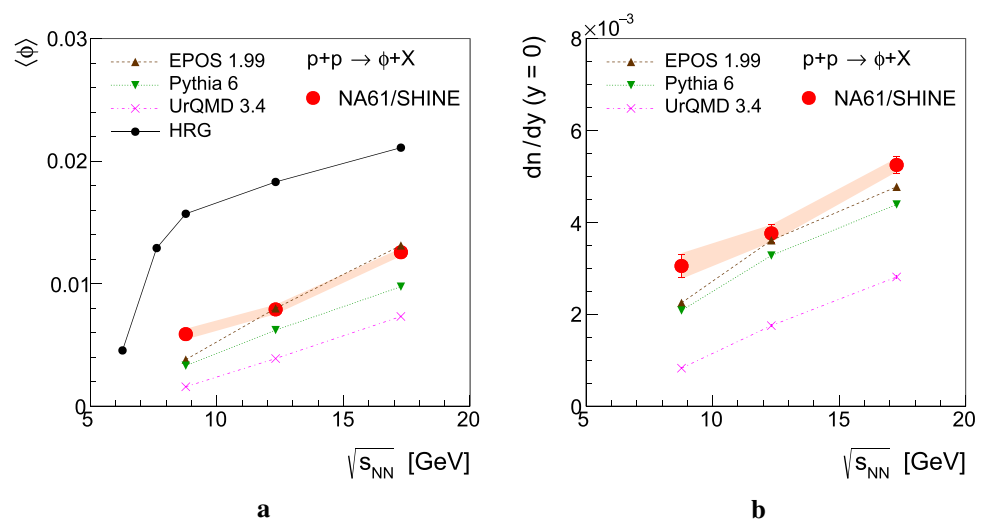 ⟨ϕ⟩
0.03
0.02
0.01
0
EPOS 1.99
Pythia 6
UrQMD 3.4
HRG
p+p → ϕ+X
NA61/SHINE
5
10
15
20
√s_NN [GeV]
a
dn/dy (y = 0)
×10⁻³
8
6
4
2
0
EPOS 1.99
Pythia 6
UrQMD 3.4
p+p → ϕ+X
NA61/SHINE
5
10
15
20
√s_NN [GeV]
b